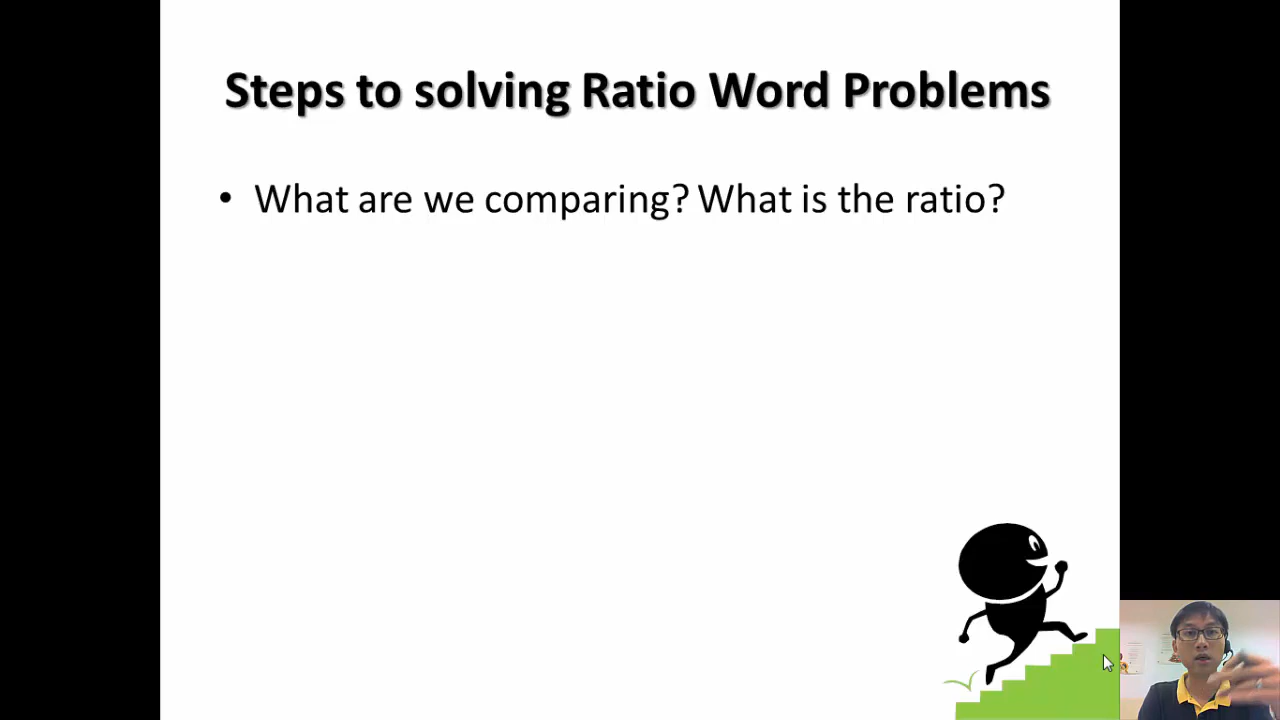 Steps to solving Ratio Word Problems
• What are we comparing? What is the ratio?